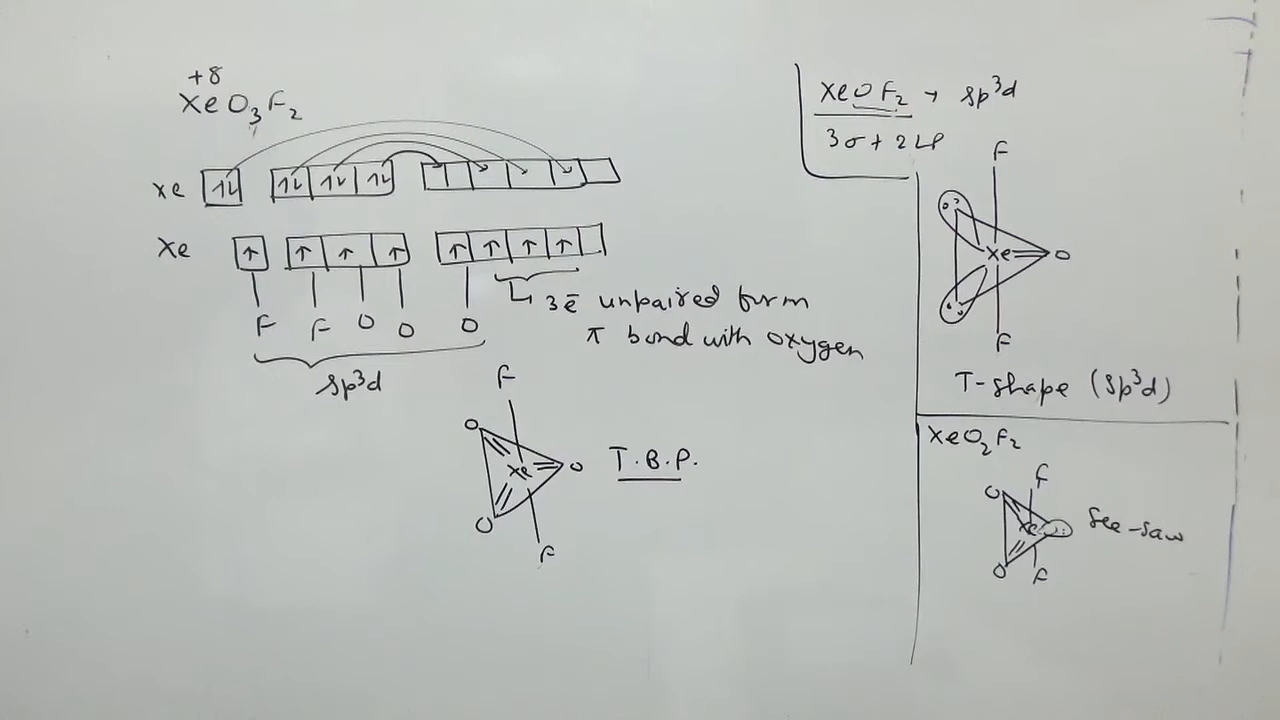 +8
XeO₃F₂
Xe ↑↓ ↑↓ ↑↓ ↑↓
Xe ↑ ↑ ↑ ↑ ↑ ↑ ↑ ↑
F F O O O
↳ 3ē unpaired form
π bond with oxygen
sp³d
F
O
Xe O
O
F
T.B.P.
XeOF₂ → sp³d
3σ + 2LP
F
Xe O
F
T-shape (sp³d)
XeO₂F₂
F
O
Xe
O F
See-saw